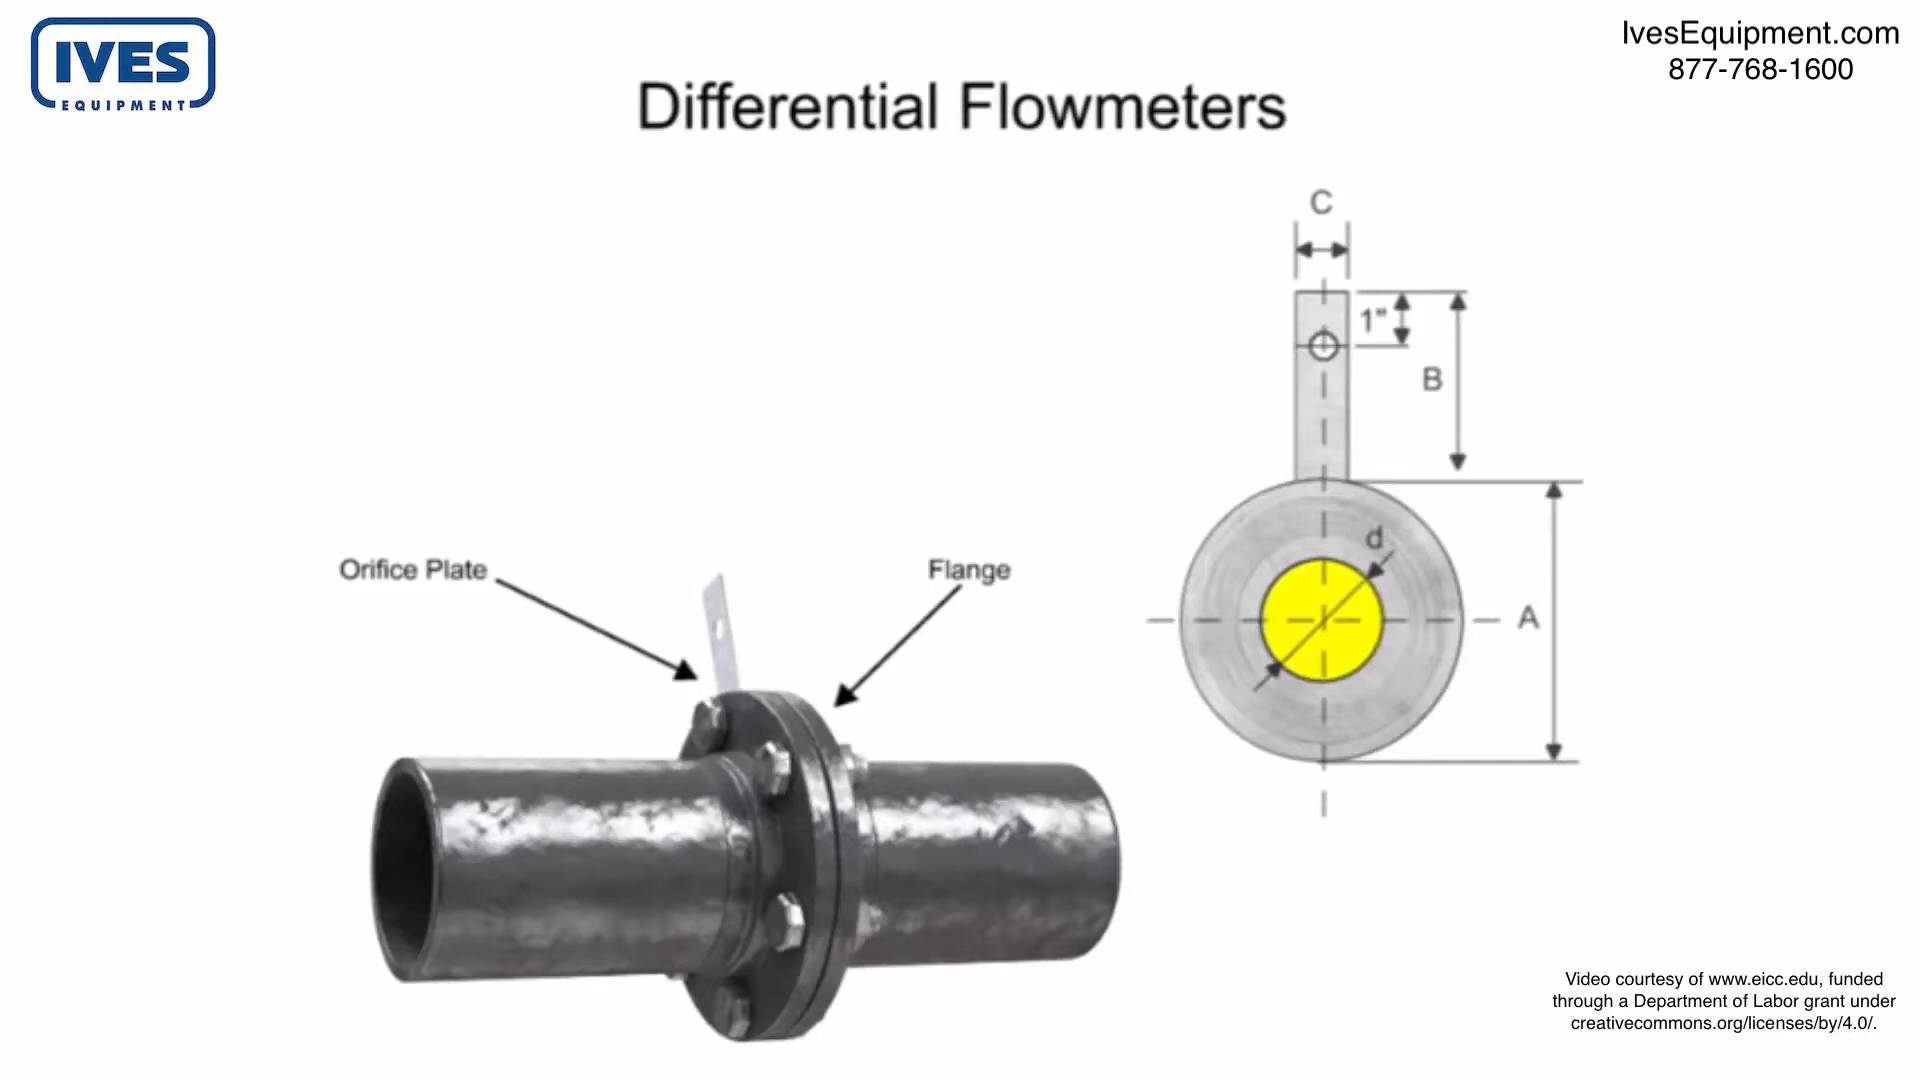 IVES
EQUIPMENT
IvesEquipment.com
877-768-1600
Differential Flowmeters
C
1"
B
d
A
Orifice Plate
Flange
Video courtesy of www.eicc.edu, funded
through a Department of Labor grant under
creativecommons.org/licenses/by/4.0/.